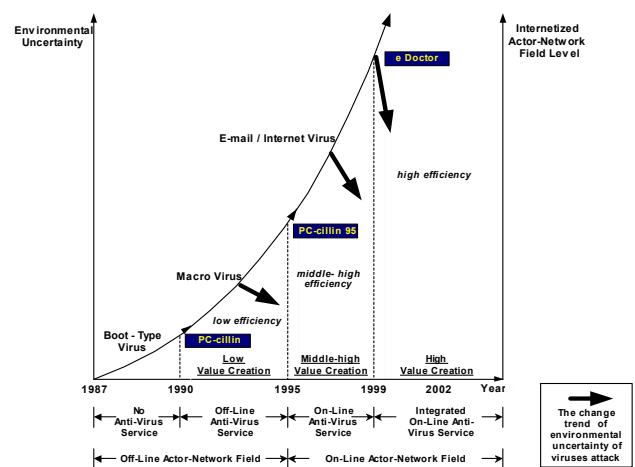 Environmental
Uncertainty
Internetized
Actor-Network
Field Level
e Doctor
E-mail / Internet Virus
high efficiency
PC-cillin 95
Macro Virus
middle- high
efficiency
low efficiency
Boot - Type
Virus
PC-cillin
Low
Value Creation
Middle-high
Value Creation
High
Value Creation
1987
1990
1995
1999
2002
Year
No
Anti-Virus
Service
Off-Line
Anti-Virus
Service
On-Line
Anti-Virus
Service
Integrated
On-Line Anti-
Virus Service
Off-Line Actor-Network Field
On-Line Actor-Network Field
The change
trend of
environmental
uncertainty of
viruses attack